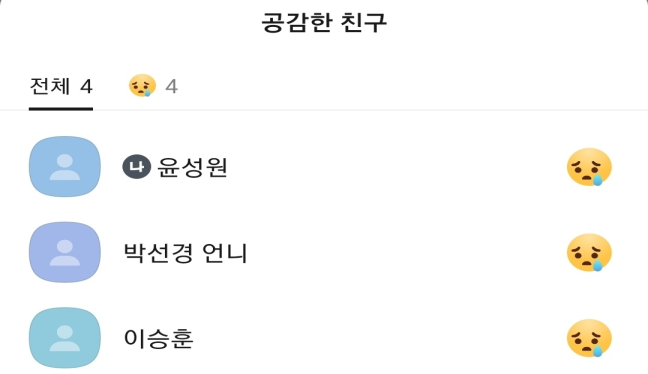 공감한 친구
전체 4 😥 4
나 윤성원
박선경 언니
이승훈